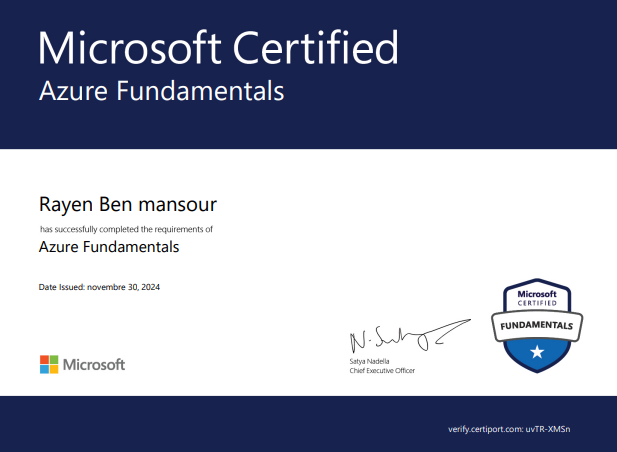 Microsoft Certified
Azure Fundamentals
Rayen Ben mansour
has successfully completed the requirements of
Azure Fundamentals
Date Issued: novembre 30, 2024
Microsoft
CERTIFIED
FUNDAMENTALS
Satya Nadella
Chief Executive Officer
Microsoft
verify.certiport.com: uvTR-XMSn